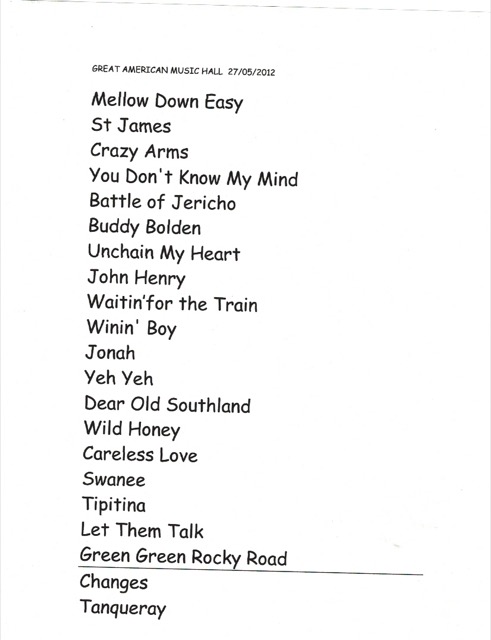 GREAT AMERICAN MUSIC HALL 27/05/2012
Mellow Down Easy
St James
Crazy Arms
You Don't Know My Mind
Battle of Jericho
Buddy Bolden
Unchain My Heart
John Henry
Waitin'for the Train
Winin' Boy
Jonah
Yeh Yeh
Dear Old Southland
Wild Honey
Careless Love
Swanee
Tipitina
Let Them Talk
Green Green Rocky Road
Changes
Tanqueray